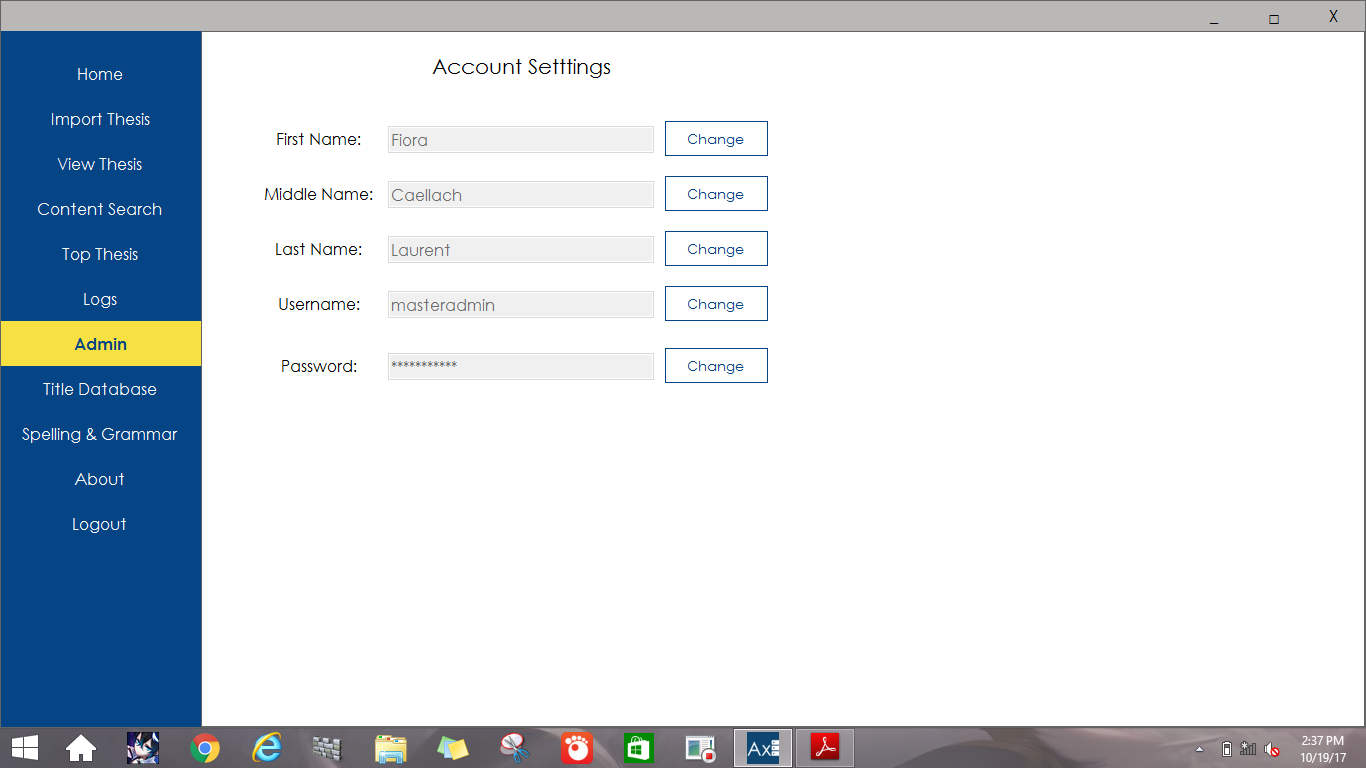 _ □ X
Home
Import Thesis
View Thesis
Content Search
Top Thesis
Logs
Admin
Title Database
Spelling & Grammar
About
Logout
Account Setttings
First Name: Fiora Change
Middle Name: Caellach Change
Last Name: Laurent Change
Username: masteradmin Change
Password: *********** Change
Ax
2:37 PM
10/19/17